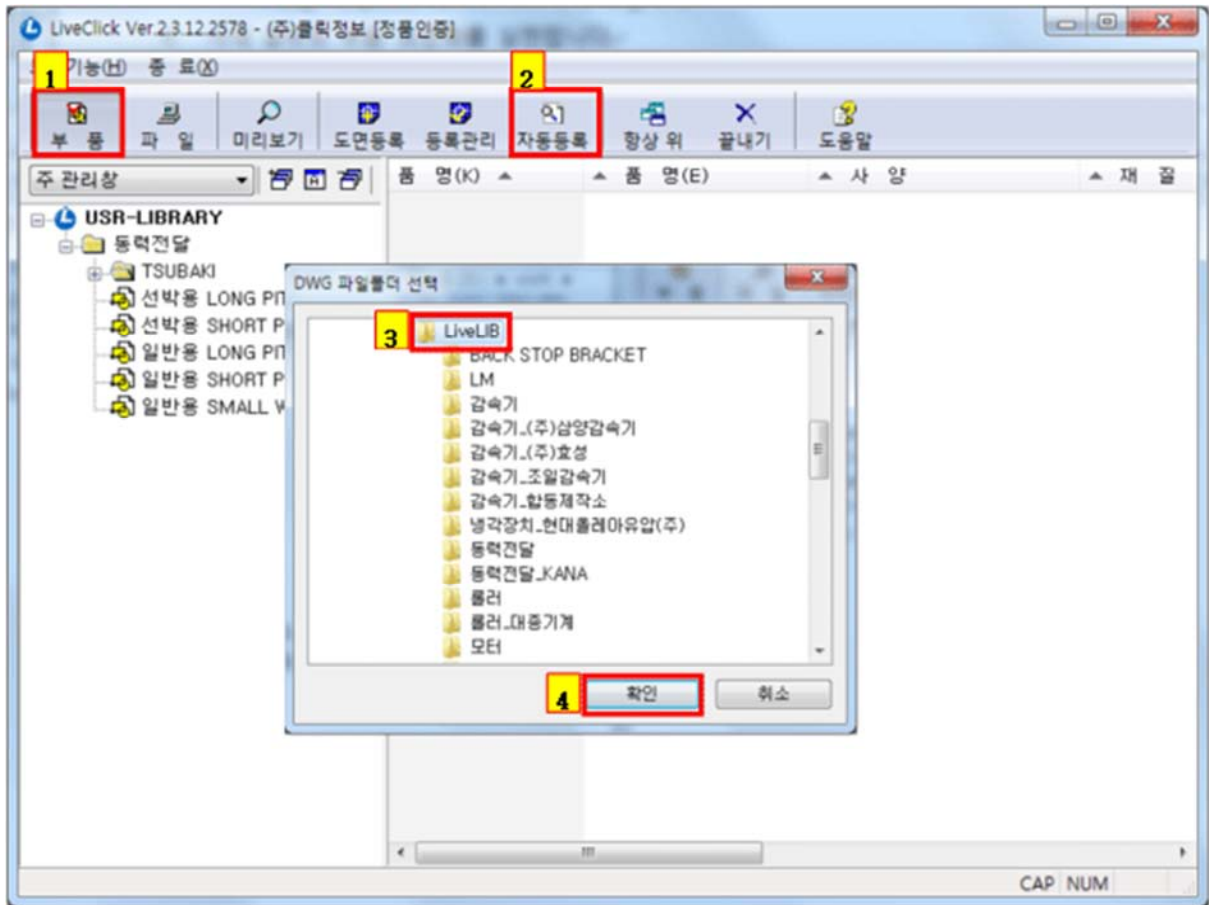 LiveClick Ver.2.3.12.2578 - (주)클릭정보 [정품인증]
기능(H) 종 료(X)
1
2
부 품 파 일 미리보기 도면등록 등록관리 자동등록 항상 위 끝내기 도움말
주 관리창 품 명(K) 품 명(E) 사 양 재 질
USR-LIBRARY
동력전달
TSUBAKI
선박용 LONG PIT
선박용 SHORT P
일반용 LONG PIT
일반용 SHORT P
일반용 SMALL W
DWG 파일폴더 선택
3 LiveLIB
BACK STOP BRACKET
LM
감속기
감속기_(주)삼양감속기
감속기_(주)효성
감속기_조일감속기
감속기_합동제작소
냉각장치_현대올레아유압(주)
동력전달
동력전달_KANA
롤러
롤러_대종기계
모터
4 확인 취소
CAP NUM